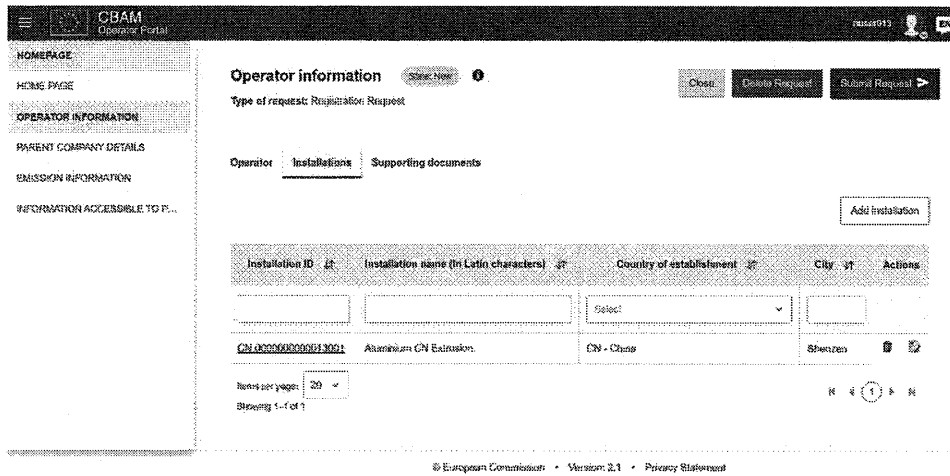 CBAM
Operator Portal
EN
HOMEPAGE
HOME PAGE
OPERATOR INFORMATION
PARENT COMPANY DETAILS
EMISSION INFORMATION
INFORMATION ACCESSIBLE TO P...
Operator information State: New
Close Delete Request Submit Request
Type of request: Registration Request
Operator Installations Supporting documents
Add Installation
Installation ID Installation name (In Latin characters) Country of establishment City Actions
Select
CN.0000000000013001 Aluminium CN Extrusion. CN - China Shenzen
Items per page: 20
1
Showing 1-1 of 1
© European Commission • Version: 2.1 • Privacy Statement